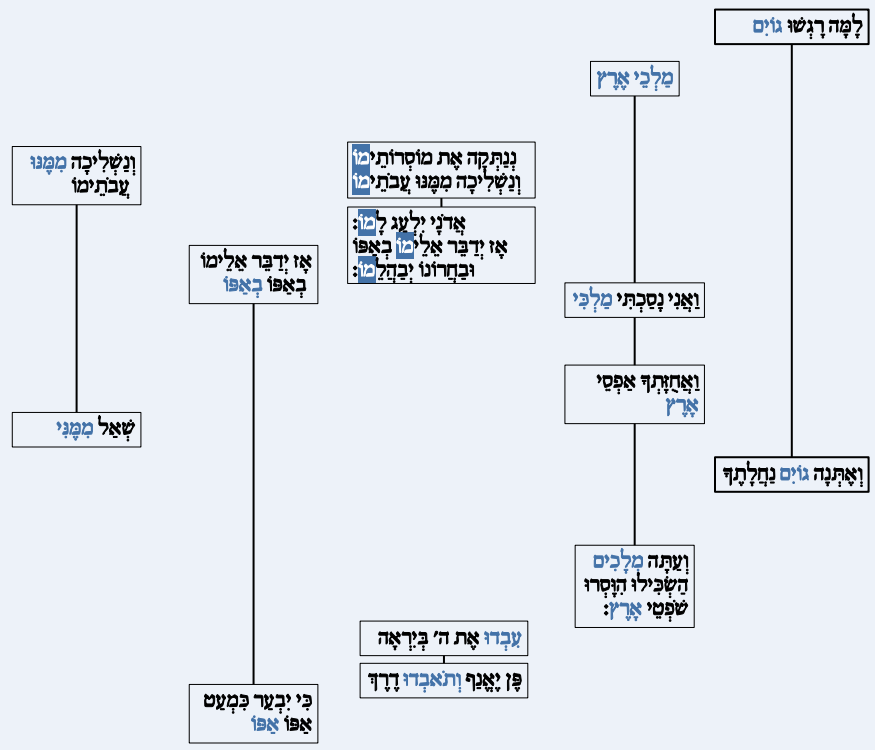 לָמָּה רָגְשׁוּ גוֹיִם
מַלְכֵי אֶרֶץ
נְנַתְּקָה אֶת מוֹסְרוֹתֵימוֹ
וְנַשְׁלִיכָה מִמֶּנּוּ עֲבֹתֵימוֹ
וְנַשְׁלִיכָה מִמֶּנּוּ
עֲבֹתֵימוֹ
אֲדֹנָי יִלְעַג לָמוֹ:
אָז יְדַבֵּר אֵלֵימוֹ בְאַפּוֹ
וּבַחֲרוֹנוֹ יְבַהֲלֵמוֹ:
אָז יְדַבֵּר אֵלֵימוֹ
בְאַפּוֹ בְאַפּוֹ
וַאֲנִי נָסַכְתִּי מַלְכִּי
וַאֲחֻזָּתְךָ אַפְסֵי
אָרֶץ
שְׁאַל מִמֶּנִּי
וְאֶתְּנָה גוֹיִם נַחֲלָתֶךָ
וְעַתָּה מְלָכִים
הַשְׂכִּילוּ הִוָּסְרוּ
שֹׁפְטֵי אָרֶץ:
עִבְדוּ אֶת ה' בְּיִרְאָה
פֶּן יֶאֱנַף וְתֹאבְדוּ דֶרֶךְ
כִּי יִבְעַר כִּמְעַט
אַפּוֹ אַפּוֹ